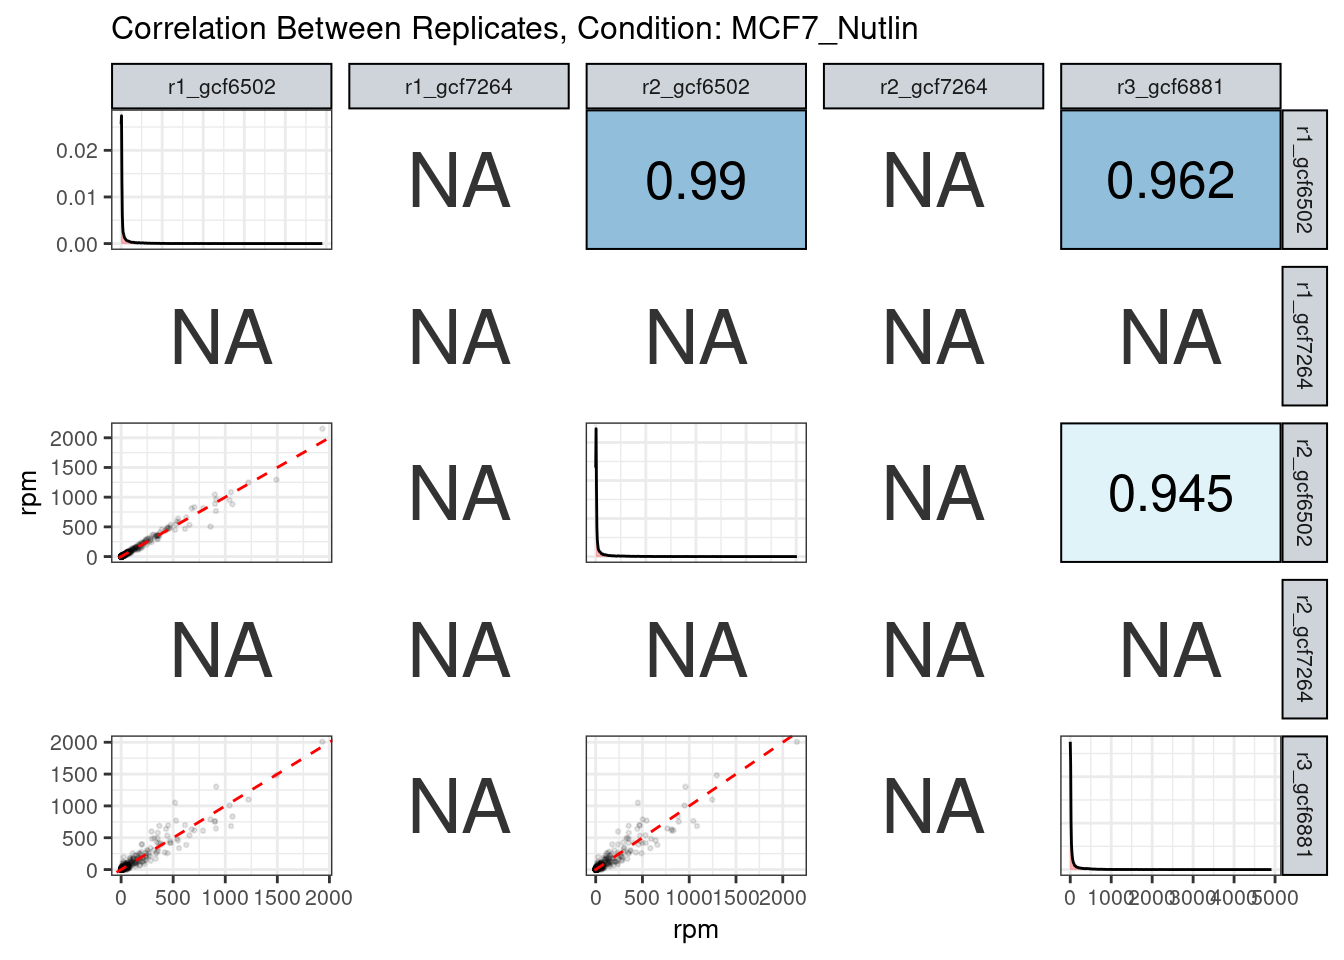 Correlation Between Replicates, Condition: MCF7_Nutlin
r1_gcf6502
r1_gcf7264
r2_gcf6502
r2_gcf7264
r3_gcf6881
0.02
0.01
0.00
NA
0.99
NA
0.962
r1_gcf6502
NA
NA
NA
NA
NA
r1_gcf7264
rpm
2000
1500
1000
500
0
NA
NA
0.945
r2_gcf6502
NA
NA
NA
NA
NA
r2_gcf7264
2000
1500
1000
500
0
NA
NA
r3_gcf6881
0 500 1000 1500 2000
0 500 1000 1500 2000
0 1000 2000 3000 4000 5000
rpm